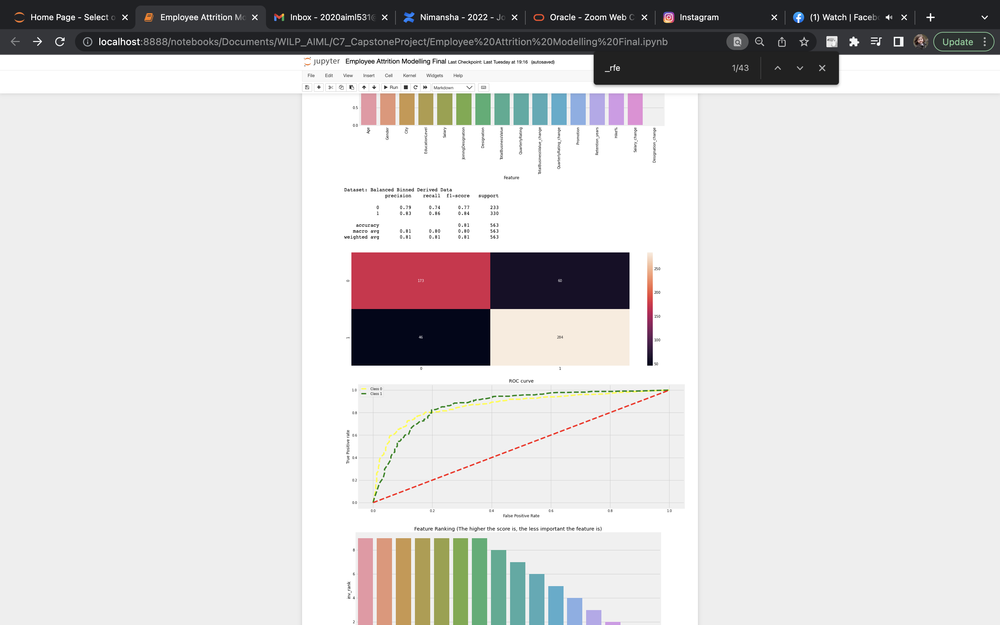 Home Page - Select o
Employee Attrition Mo
Inbox - 2020aiml531@
Nimansha - 2022 - Jo
Oracle - Zoom Web C
Instagram
(1) Watch | Facebo
localhost:8888/notebooks/Documents/WILP_AIML/C7_CapstoneProject/Employee%20Attrition%20Modelling%20Final.ipynb
Update
_rfe 1/43
jupyter Employee Attrition Modelling Final Last Checkpoint: Last Tuesday at 19:16 (autosaved)
File Edit View Insert Cell Kernel Widgets Help
Run Markdown
0.5
0.0
Age
Gender
City
EducationLevel
Salary
JoiningDesignation
Designation
TotalBusinessValue
QuarterlyRating
TotalBusinessValue_change
QuarterlyRating_change
Promotion
Retention_years
Hike%
Salary_change
Designation_change
Feature
Dataset: Balanced Binned Derived Data
precision recall f1-score support
0 0.79 0.74 0.77 233
1 0.83 0.86 0.84 330
accuracy 0.81 563
macro avg 0.81 0.80 0.80 563
weighted avg 0.81 0.81 0.81 563
0 173 60
1 46 284
0 1
250
200
150
100
50
ROC curve
Class 0
Class 1
True Positive rate
1.0
0.8
0.6
0.4
0.2
0.0
0.0 0.2 0.4 0.6 0.8 1.0
False Positive Rate
Feature Ranking (The higher the score is, the less important the feature is)
inv_rank
8
6
4
2